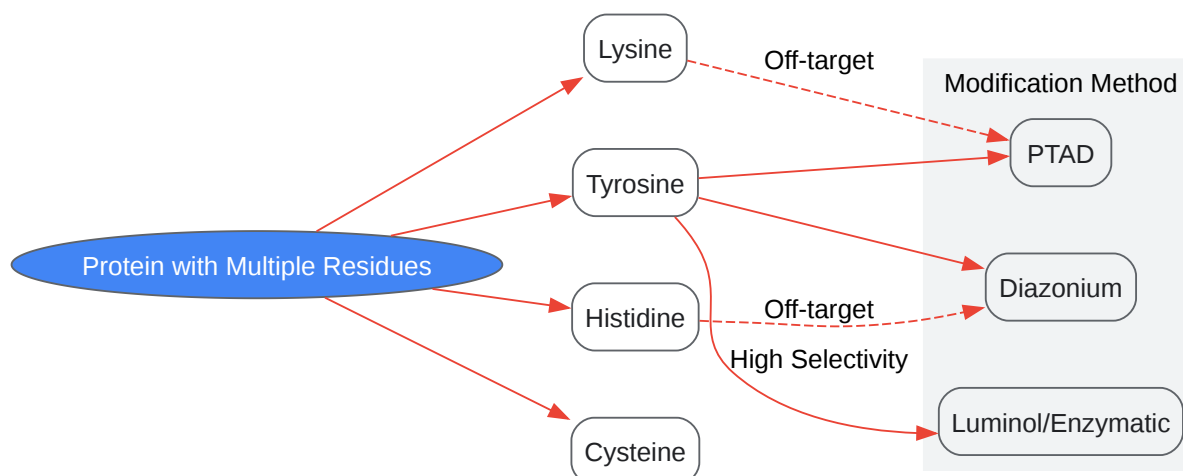 Lysine
Off-target
Modification Method
PTAD
Tyrosine
Protein with Multiple Residues
Diazonium
Histidine
Off-target
High Selectivity
Luminol/Enzymatic
Cysteine